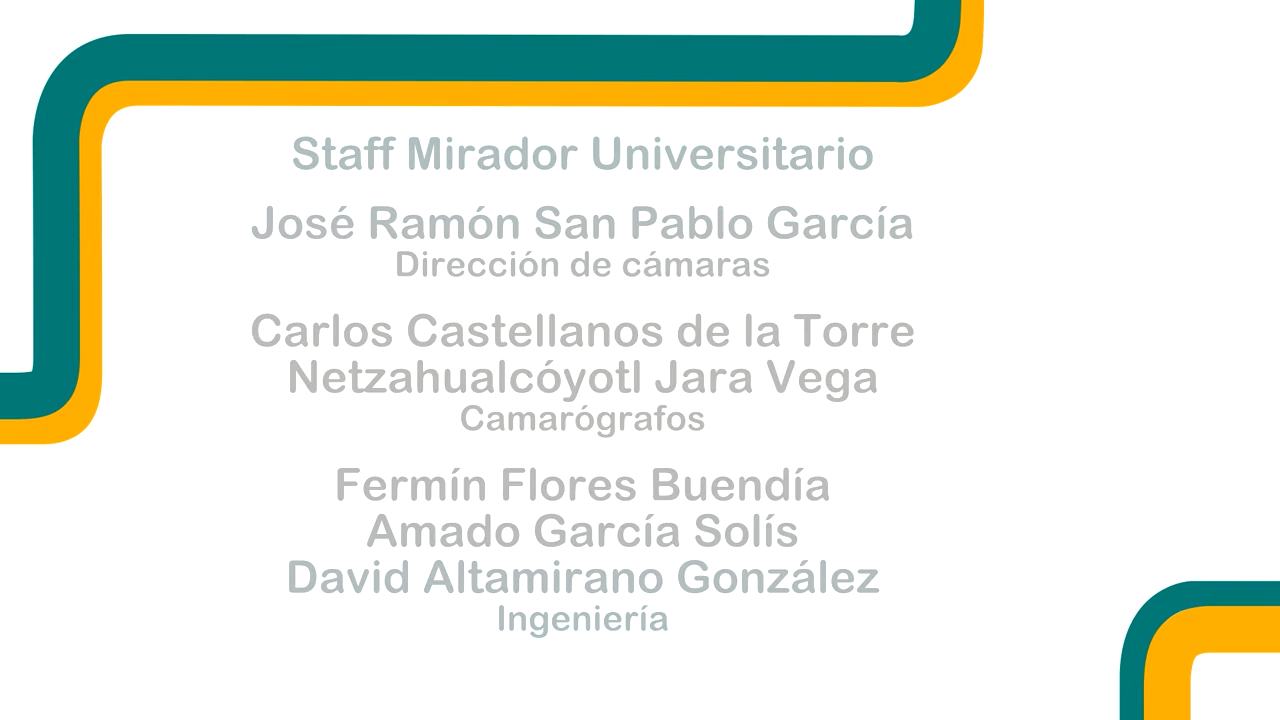 Staff Mirador Universitario
José Ramón San Pablo García
Dirección de cámaras
Carlos Castellanos de la Torre
Netzahualcóyotl Jara Vega
Camarógrafos
Fermín Flores Buendía
Amado García Solís
David Altamirano González
Ingeniería